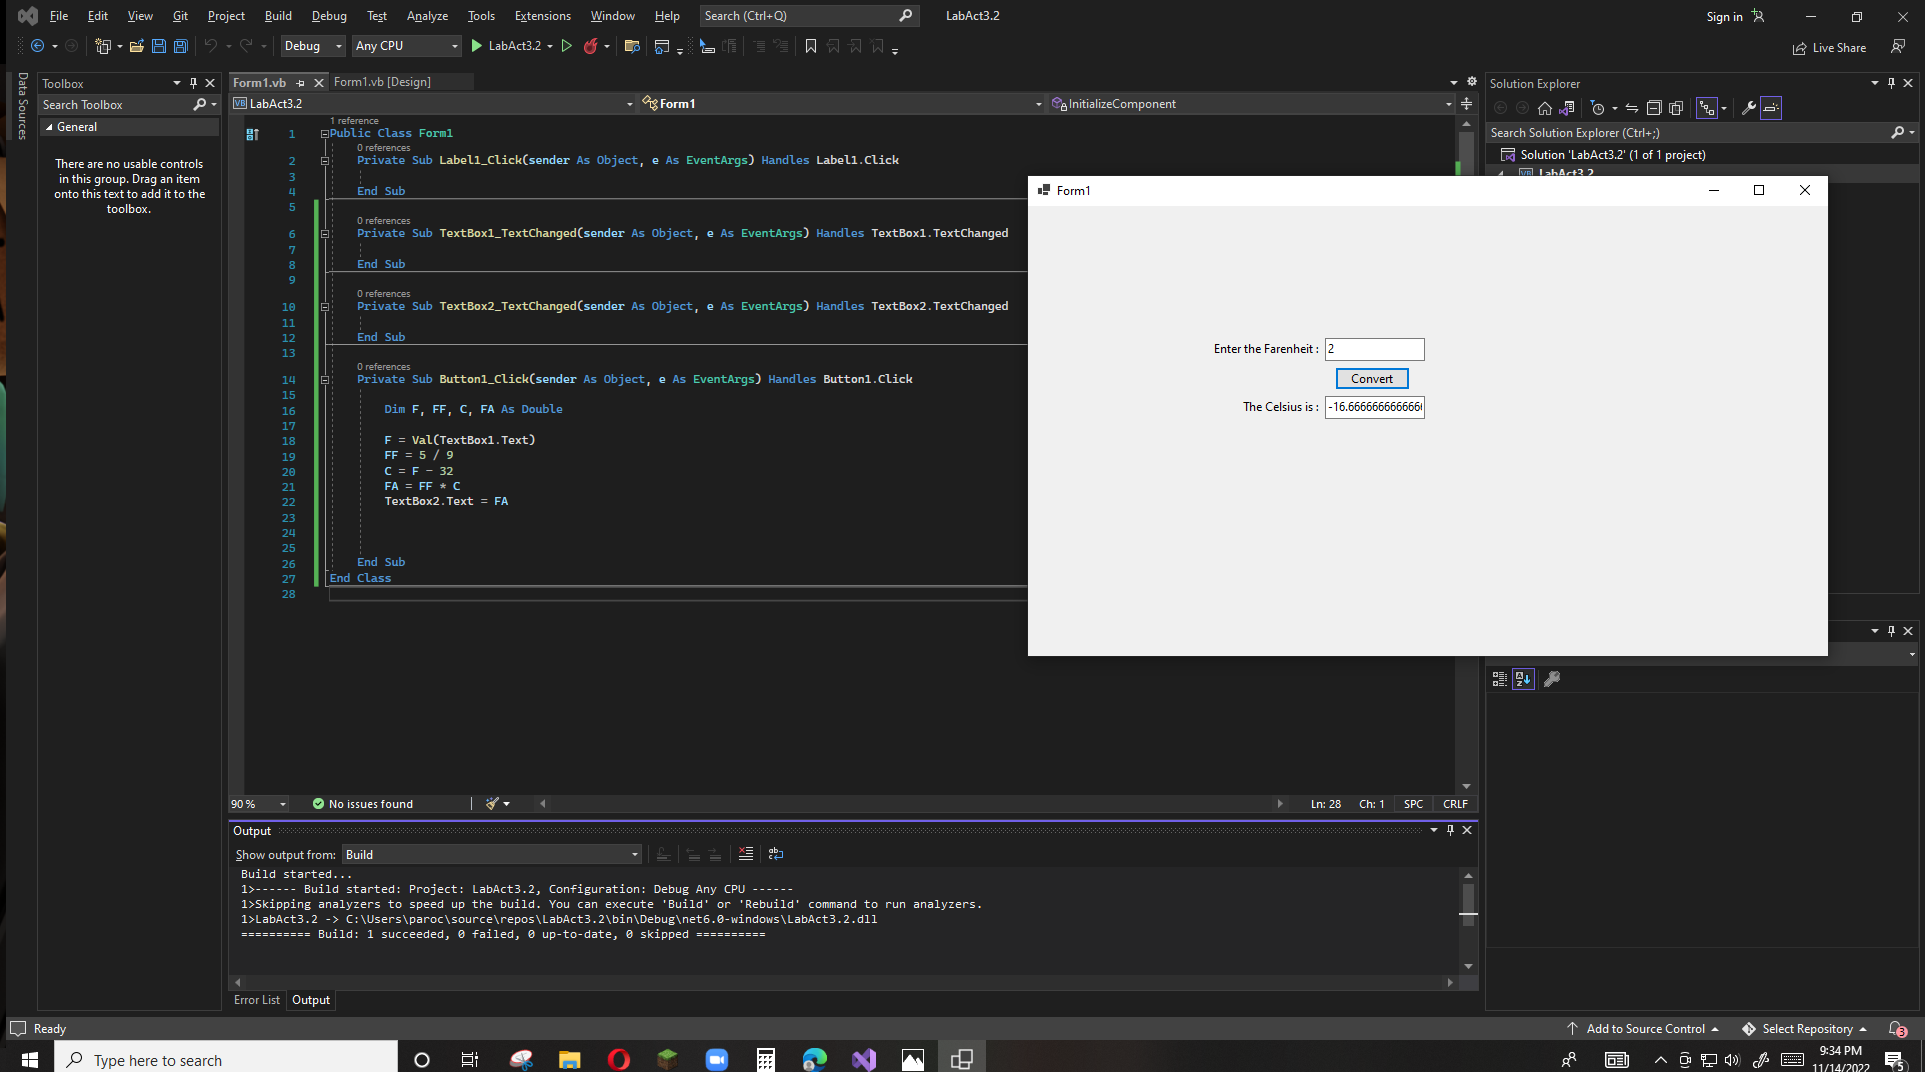 File Edit View Git Project Build Debug Test Analyze Tools Extensions Window Help Search (Ctrl+Q) LabAct3.2 Sign in
Debug Any CPU LabAct3.2 Live Share
Data Sources
Toolbox
Search Toolbox
General
There are no usable controls
in this group. Drag an item
onto this text to add it to the
toolbox.
Form1.vb Form1.vb [Design]
VB LabAct3.2 Form1 InitializeComponent
1 reference
1 Public Class Form1
0 references
2 Private Sub Label1_Click(sender As Object, e As EventArgs) Handles Label1.Click
3
4 End Sub
5
0 references
6 Private Sub TextBox1_TextChanged(sender As Object, e As EventArgs) Handles TextBox1.TextChanged
7
8 End Sub
9
0 references
10 Private Sub TextBox2_TextChanged(sender As Object, e As EventArgs) Handles TextBox2.TextChanged
11
12 End Sub
13
0 references
14 Private Sub Button1_Click(sender As Object, e As EventArgs) Handles Button1.Click
15
16 Dim F, FF, C, FA As Double
17
18 F = Val(TextBox1.Text)
19 FF = 5 / 9
20 C = F - 32
21 FA = FF * C
22 TextBox2.Text = FA
23
24
25
26 End Sub
27 End Class
28
90 % No issues found Ln: 28 Ch: 1 SPC CRLF
Form1
Enter the Farenheit : 2
Convert
The Celsius is : -16.666666666666
Solution Explorer
Search Solution Explorer (Ctrl+;)
Solution 'LabAct3.2' (1 of 1 project)
VB LabAct3.2
Output
Show output from: Build
Build started...
1>------ Build started: Project: LabAct3.2, Configuration: Debug Any CPU ------
1>Skipping analyzers to speed up the build. You can execute 'Build' or 'Rebuild' command to run analyzers.
1>LabAct3.2 -> C:\Users\paroc\source\repos\LabAct3.2\bin\Debug\net6.0-windows\LabAct3.2.dll
========== Build: 1 succeeded, 0 failed, 0 up-to-date, 0 skipped ==========
Error List Output
Ready Add to Source Control Select Repository 3
Type here to search
9:34 PM
11/14/2022
5